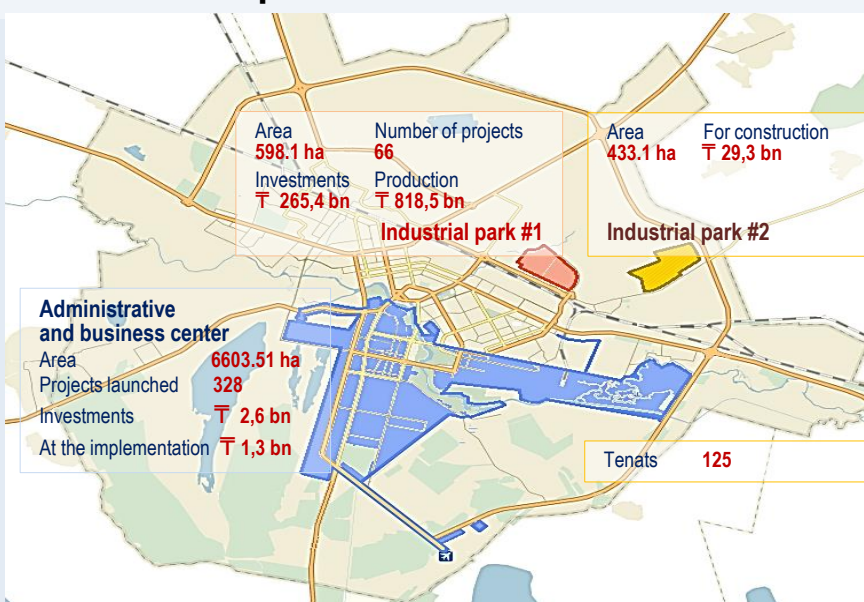 Area Number of projects
598.1 ha 66
Investments Production
₸ 265,4 bn ₸ 818,5 bn
Industrial park #1
Area For construction
433.1 ha ₸ 29,3 bn
Industrial park #2
Administrative
and business center
Area 6603.51 ha
Projects launched 328
Investments ₸ 2,6 bn
At the implementation ₸ 1,3 bn
Tenats 125